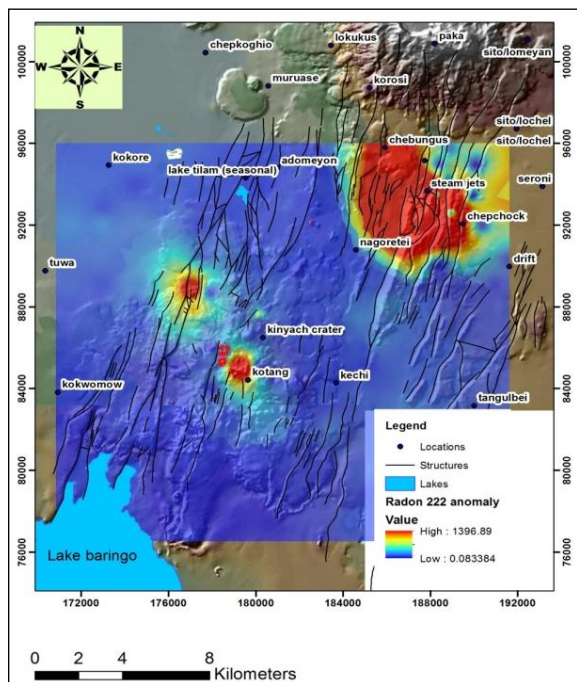 N
W E
S
lokukus
paka
sito/lomeyan
chepkoghio
muruase
korosi
sito/lochel
chebungus
sito/lochel
kokore
adomeyon
lake tilam (seasonal)
steam jets
seroni
chepchock
nagoretei
tuwa
drift
kinyach crater
kotang
kechi
kokwomow
tangulbei
Lake baringo
100000
96000
92000
88000
84000
80000
76000
100000
96000
92000
88000
84000
80000
76000
Legend
Locations
Structures
Lakes
Radon 222 anomaly
Value
High : 1396.89
Low : 0.083384
172000 176000 180000 184000 188000 192000
0 2 4 8
Kilometers